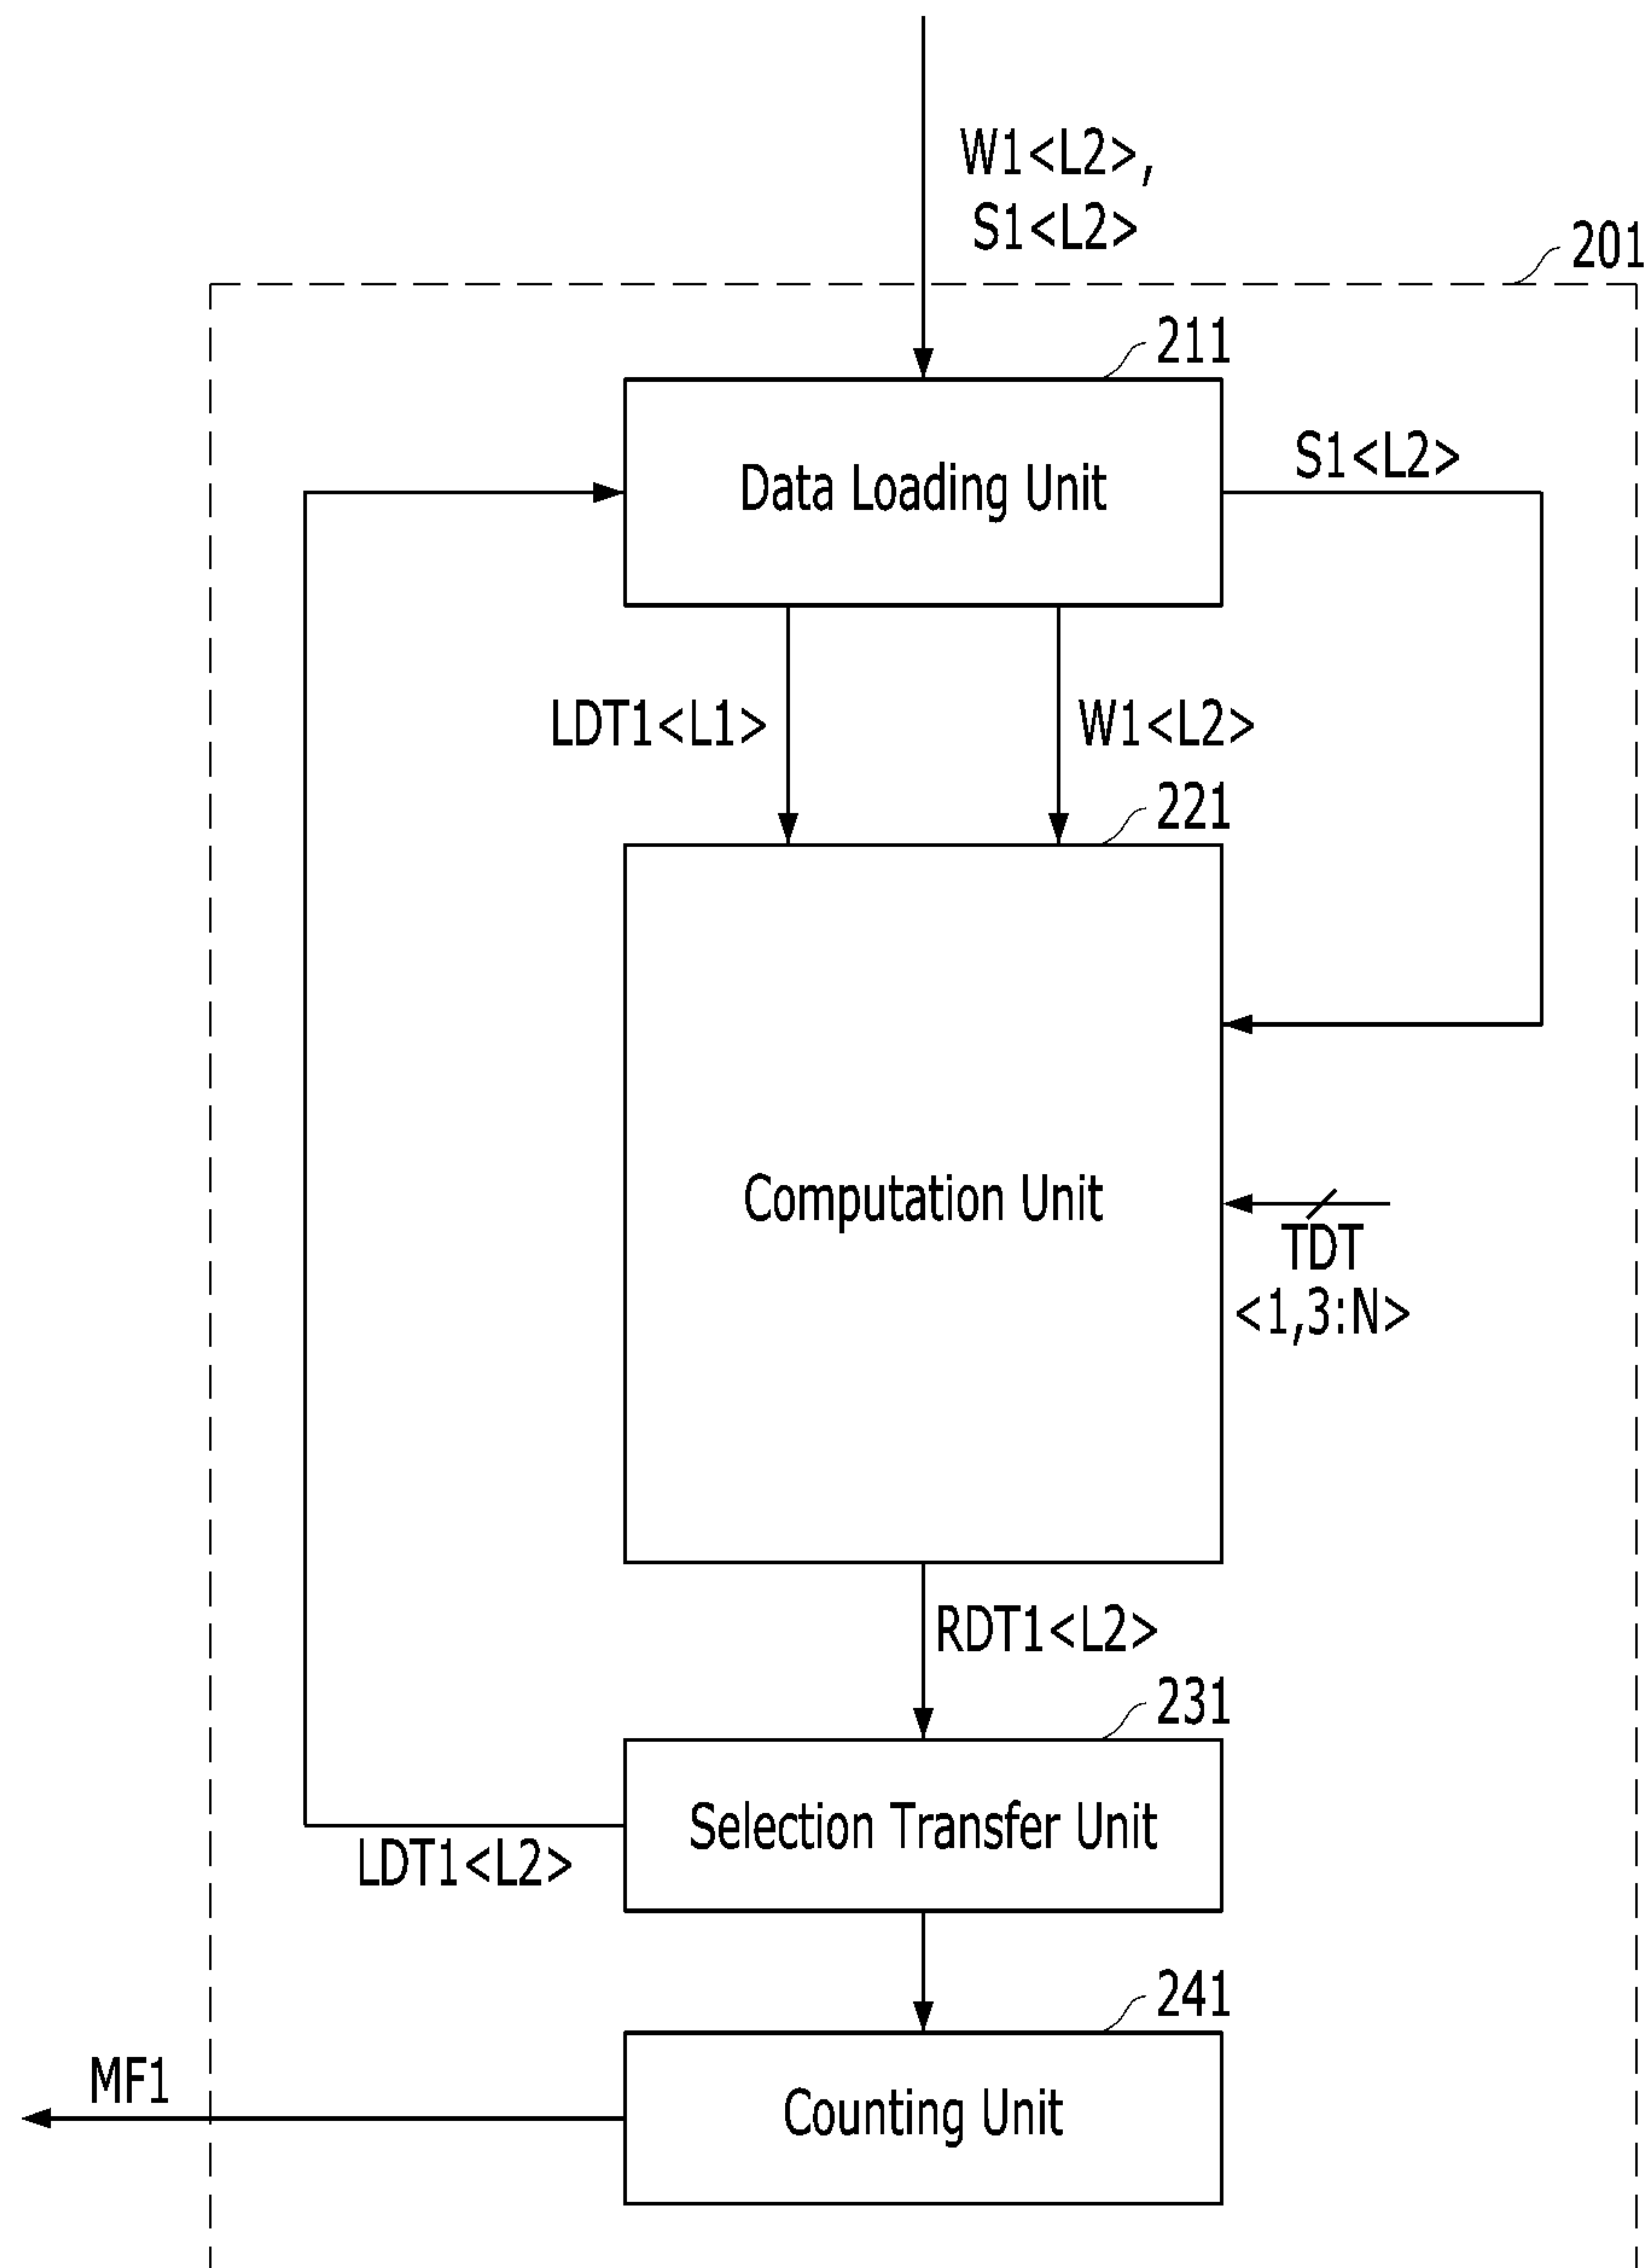 W1<L2>,
S1<L2>
201
211
Data Loading Unit
S1<L2>
LDT1<L1>
W1<L2>
221
Computation Unit
TDT
<1,3:N>
RDT1<L2>
231
Selection Transfer Unit
LDT1<L2>
241
MF1
Counting Unit